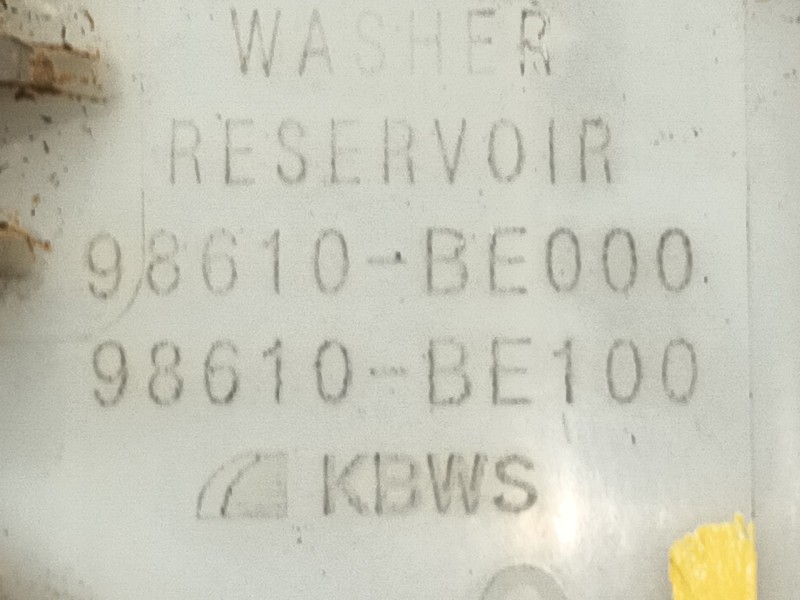 WASHER
RESERVOIR
98610-BE000
98610-BE100
KBWS